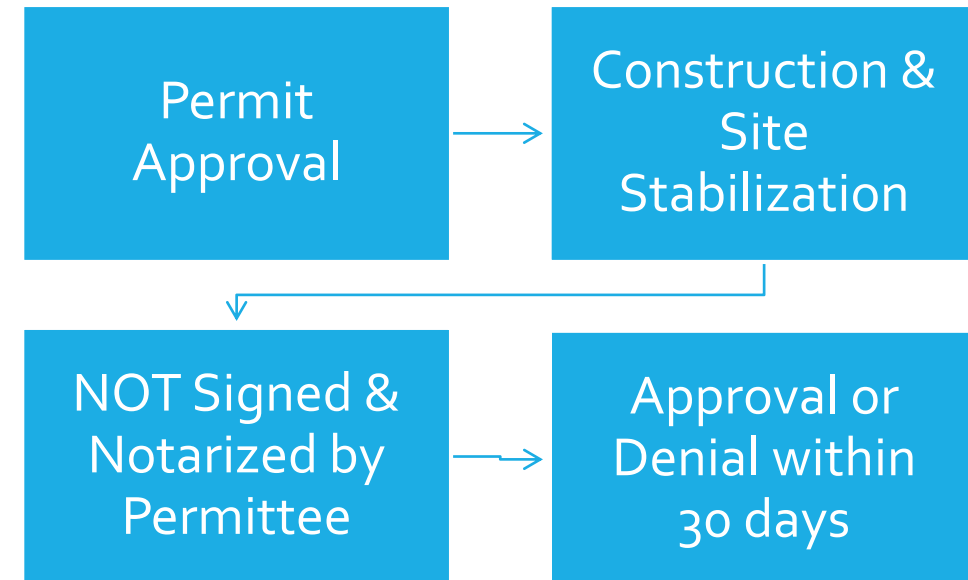 Permit
Approval
Construction &
Site
Stabilization
NOT Signed &
Notarized by
Permittee
Approval or
Denial within
30 days